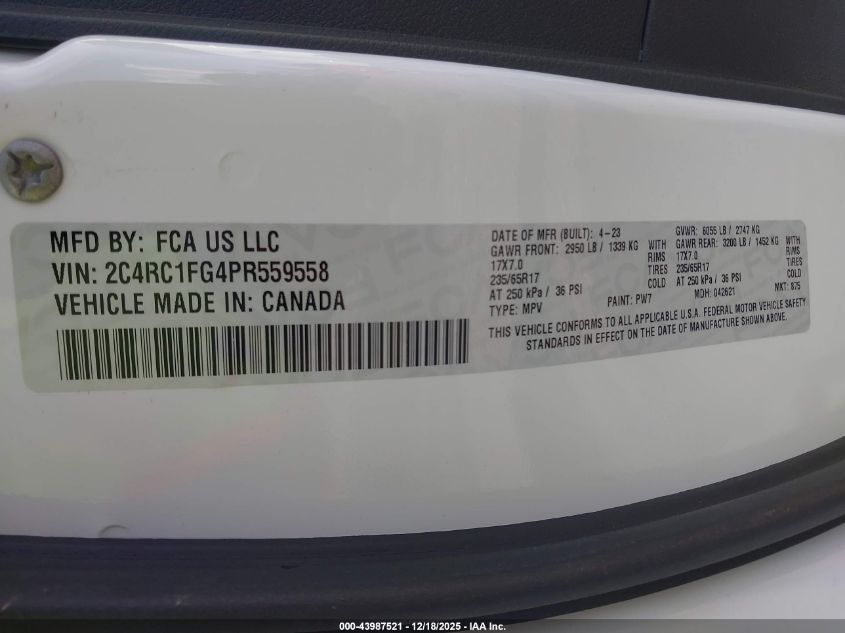 MFD BY: FCA US LLC
VIN: 2C4RC1FG4PR559558
VEHICLE MADE IN: CANADA
DATE OF MFR (BUILT): 4-23 GVWR: 6055 LB / 2747 KG
GAWR FRONT: 2950 LB / 1339 KG WITH GAWR REAR: 3200 LB / 1452 KG WITH
17X7.0 RIMS 17X7.0 RIMS
235/65R17 TIRES 235/65R17 TIRES
AT 250 kPa / 36 PSI COLD AT 250 kPa / 36 PSI COLD
TYPE: MPV PAINT: PW7 MDH: 042621 MKT: 875
THIS VEHICLE CONFORMS TO ALL APPLICABLE U.S.A. FEDERAL MOTOR VEHICLE SAFETY
STANDARDS IN EFFECT ON THE DATE OF MANUFACTURE SHOWN ABOVE.
000-43987521 - 12/18/2025 - IAA Inc.